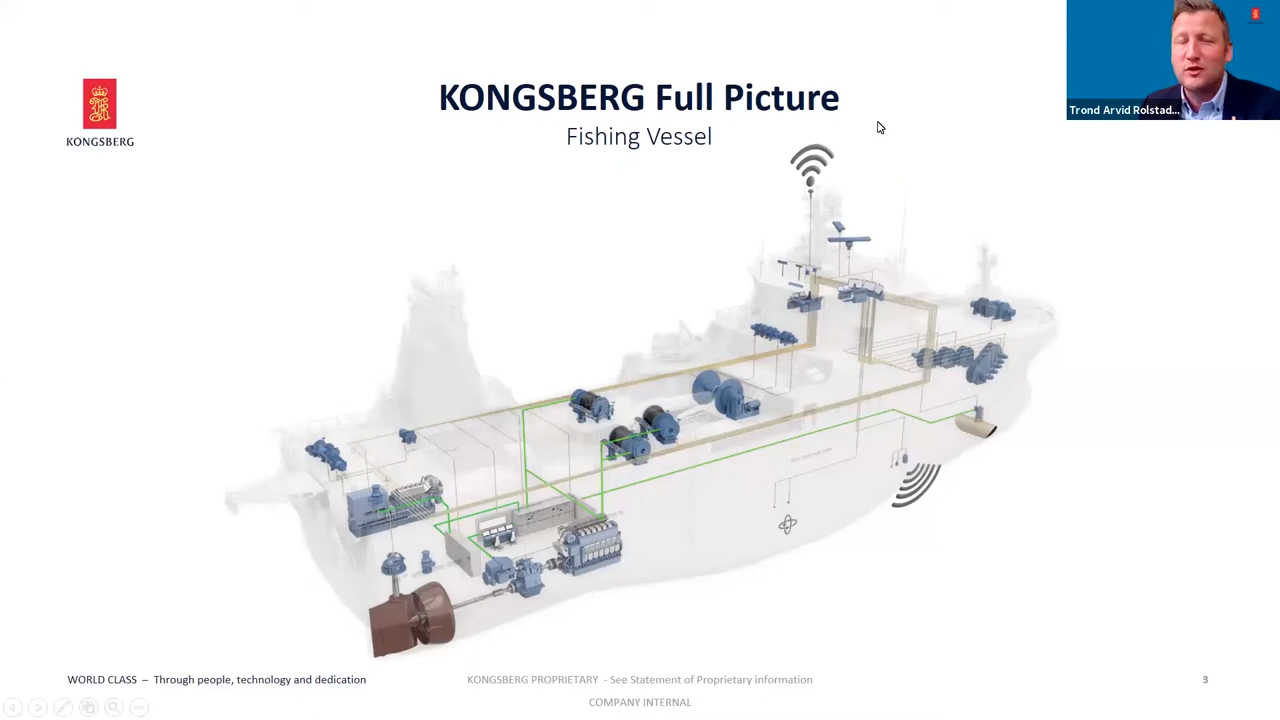 KONGSBERG Full Picture
Fishing Vessel
KONGSBERG
Trond Arvid Rolstad...
WORLD CLASS – Through people, technology and dedication
KONGSBERG PROPRIETARY - See Statement of Proprietary information
COMPANY INTERNAL
3